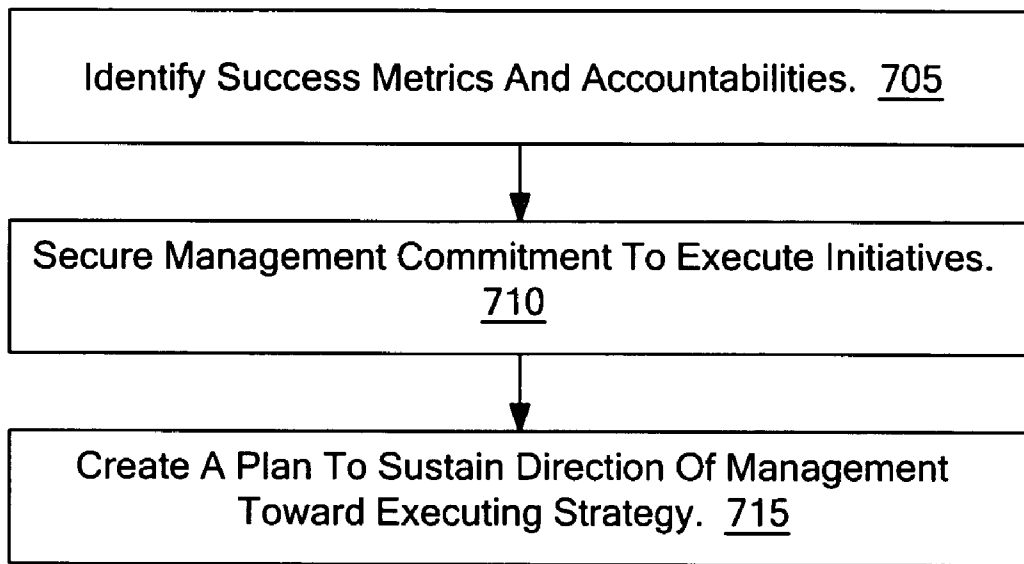 Identify Success Metrics And Accountabilities. 705
Secure Management Commitment To Execute Initiatives.
710
Create A Plan To Sustain Direction Of Management
Toward Executing Strategy. 715